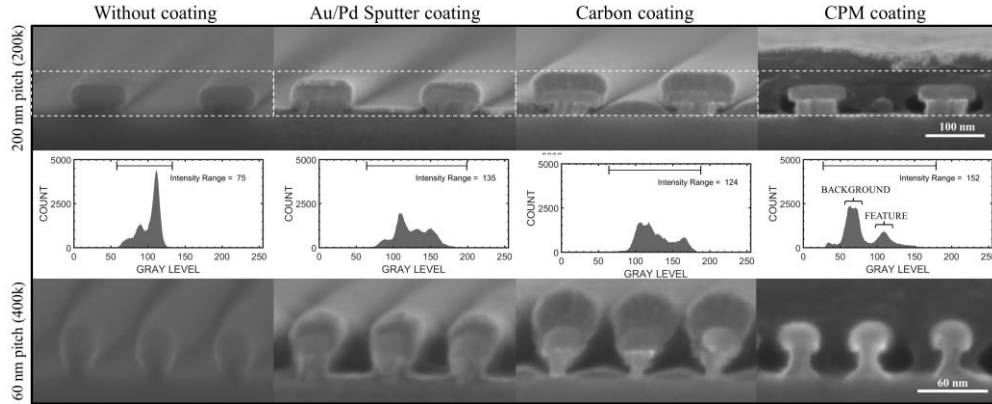 Without coating
Au/Pd Sputter coating
Carbon coating
CPM coating
200 nm pitch (200k)
100 nm
5000
2500
0
COUNT
Intensity Range = 75
0 50 100 150 200 250
GRAY LEVEL
5000
2500
0
COUNT
Intensity Range = 135
0 50 100 150 200 250
GRAY LEVEL
5000
2500
0
COUNT
Intensity Range = 124
0 50 100 150 200 250
GRAY LEVEL
5000
2500
0
COUNT
Intensity Range = 152
BACKGROUND
FEATURE
0 50 100 150 200 250
GRAY LEVEL
60 nm pitch (400k)
60 nm